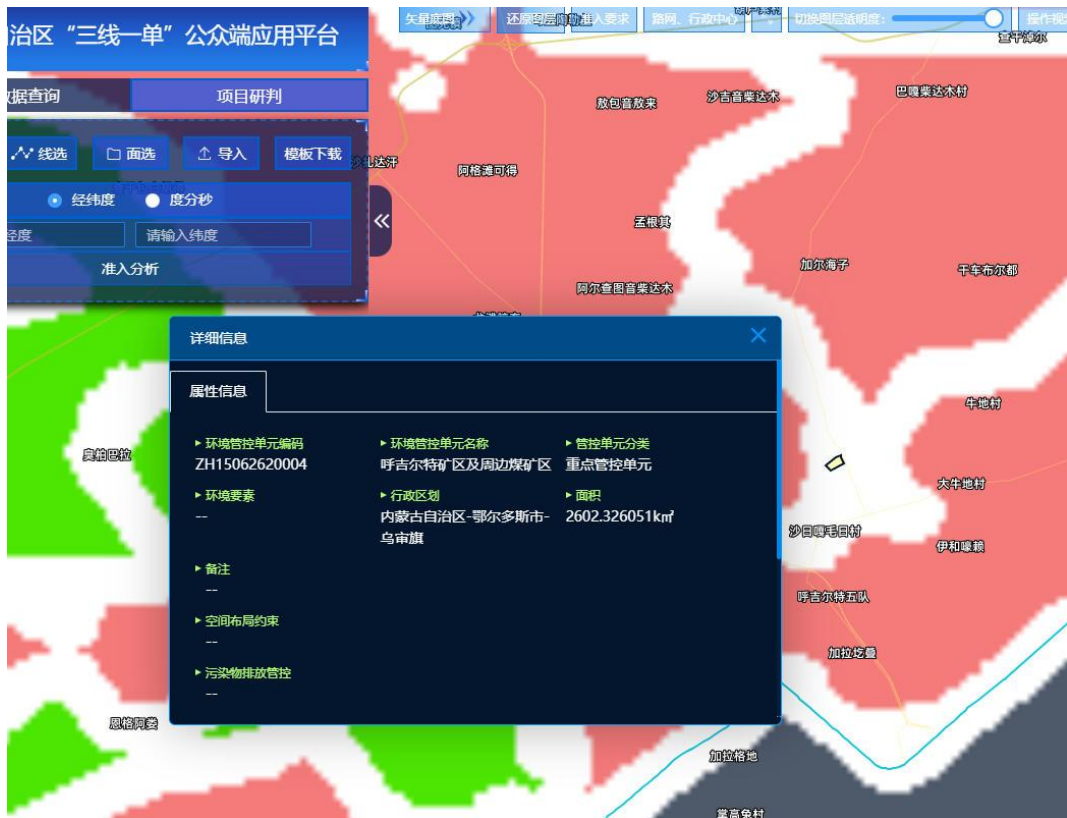 治区“三线一单”公众端应用平台
矢量底图
还原图层
准入要求
路网、行政中心
切换图层透明度：
数据查询
项目研判
线选
面选
导入
模板下载
经纬度
度分秒
经度
请输入纬度
准入分析
敖包音敖来
沙吉音柴达木
巴嘎柴达木村
阿格滩可得
孟根其
加尔海子
干车布尔都
阿尔查图音柴达木
牛地村
大牛地村
沙日嘎毛日村
伊和嚎赖
呼吉尔特五队
加拉圪叠
奥柏巴拉
恩格阿娄
加拉格地
掌高兔村
详细信息
属性信息
环境管控单元编码
ZH15062620004
环境管控单元名称
呼吉尔特矿区及周边煤矿区
管控单元分类
重点管控单元
环境要素
--
行政区划
内蒙古自治区-鄂尔多斯市-
乌审旗
面积
2602.326051k㎡
备注
--
空间布局约束
--
污染物排放管控
--